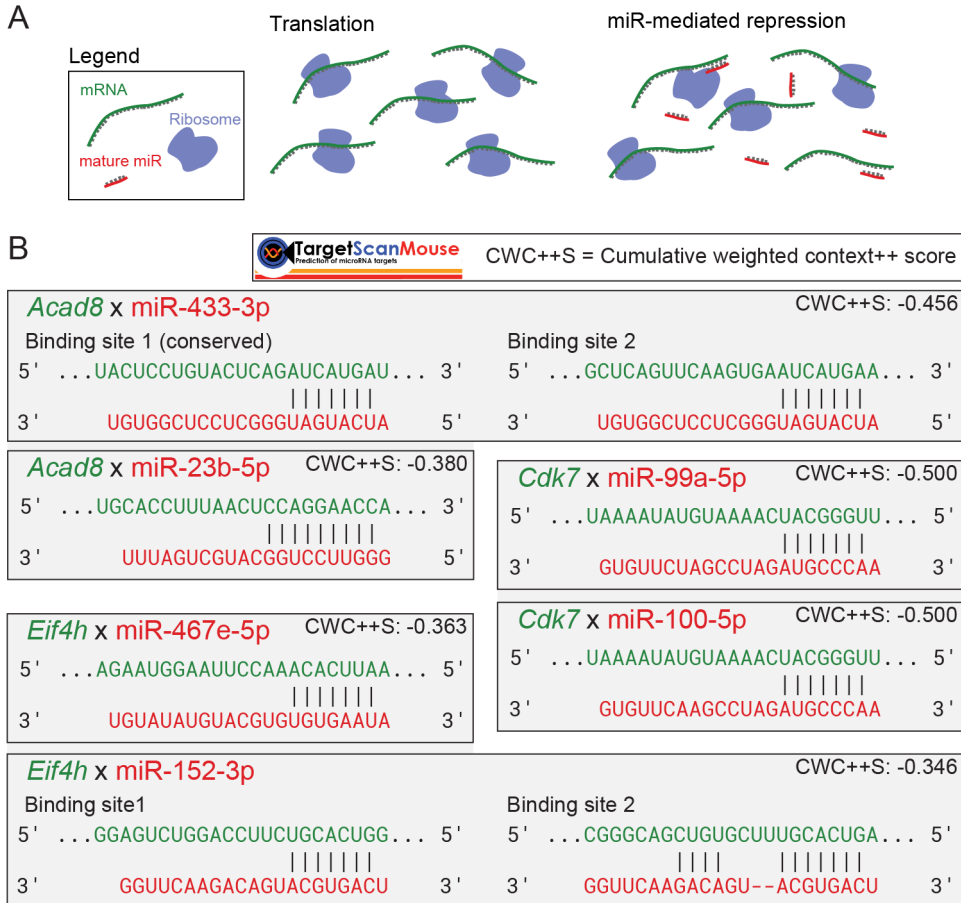 A
Translation
miR-mediated repression
Legend
mRNA
Ribosome
mature miR
B
TargetScanMouse
Prediction of microRNA targets
CWC++S = Cumulative weighted context++ score
Acad8 x miR-433-3p
CWC++S: -0.456
Binding site 1 (conserved)
5' ...UACUCCUGUACUCAGAUCAUGAU... 3'
3' UGUGGCUCCUCGGGUAGUACUA 5'
Binding site 2
5' ...GCUCAGUUCAAGUGAAUCAUGAA... 3'
3' UGUGGCUCCUCGGGUAGUACUA 5'
Acad8 x miR-23b-5p
CWC++S: -0.380
5' ...UGCACCUUUAACUCCAGGAACCA... 3'
3' UUUAGUCGUACGGUCCUUGGG 5'
Cdk7 x miR-99a-5p
CWC++S: -0.500
5' ...UAAAAUAUGUAAAACUACGGGUU... 5'
3' GUGUUCUAGCCUAGAUGCCCAA 3'
Eif4h x miR-467e-5p
CWC++S: -0.363
5' ...AGAAUGGAAUUCCAAACACUUAA... 5'
3' UGUAUAUGUACGUGUGUGAAUA 3'
Cdk7 x miR-100-5p
CWC++S: -0.500
5' ...UAAAAUAUGUAAAACUACGGGUU... 5'
3' GUGUUCAAGCCUAGAUGCCCAA 3'
Eif4h x miR-152-3p
CWC++S: -0.346
Binding site1
5' ...GGAGUCUGGACCUUCUGCACUGG... 5'
3' GGUUCAAGACAGUACGUGACU 3'
Binding site 2
5' ...CGGGCAGCUGUGCUUUGCACUGA... 5'
3' GGUUCAAGACAGU--ACGUGACU 3'